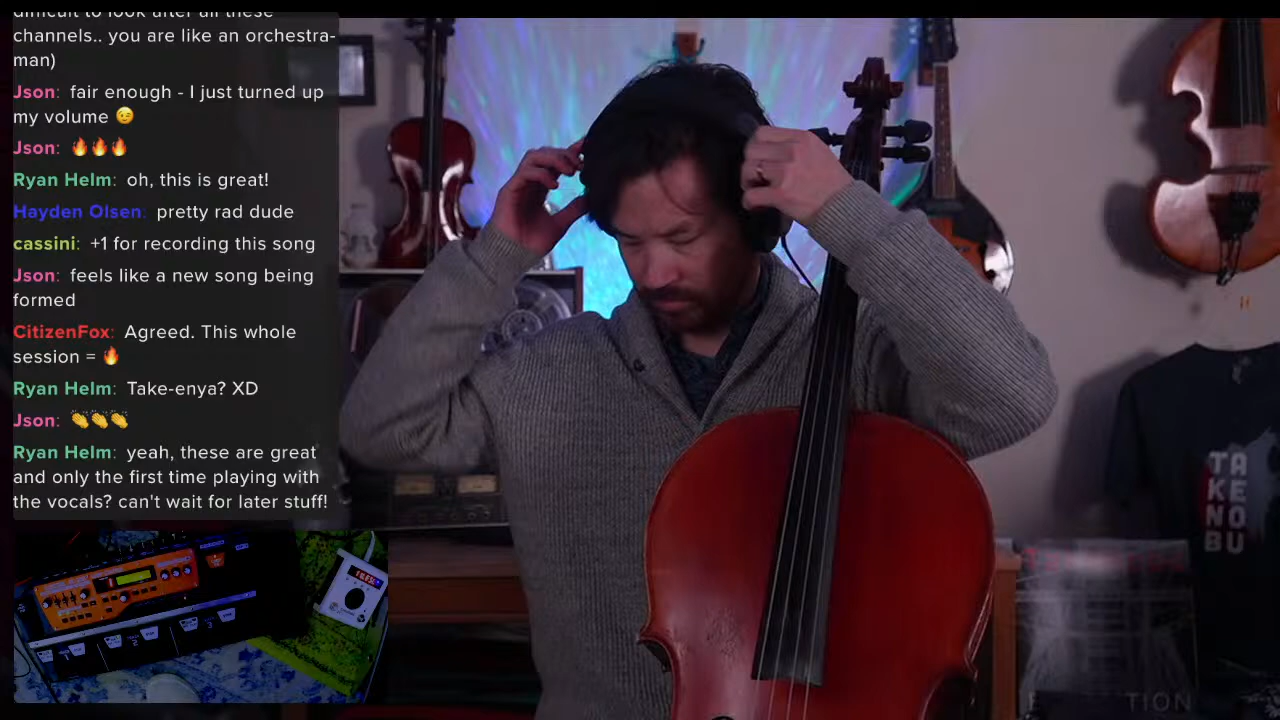 difficult to look after all these
channels.. you are like an orchestra-
man)
Json: fair enough - I just turned up
my volume 😉
Json: 🔥🔥🔥
Ryan Helm: oh, this is great!
Hayden Olsen: pretty rad dude
cassini: +1 for recording this song
Json: feels like a new song being
formed
CitizenFox: Agreed. This whole
session = 🔥
Ryan Helm: Take-enya? XD
Json: 👏👏👏
Ryan Helm: yeah, these are great
and only the first time playing with
the vocals? can't wait for later stuff!
TA
KE
NO
BU
TION